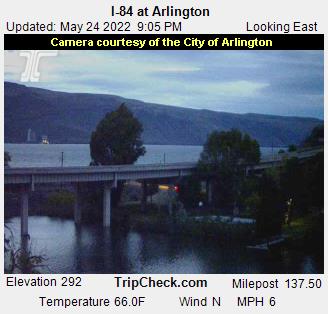 I-84 at Arlington
Updated: May 24 2022 9:05 PM Looking East
Camera courtesy of the City of Arlington
Elevation 292 TripCheck.com Milepost 137.50
Temperature 66.0F Wind N MPH 6